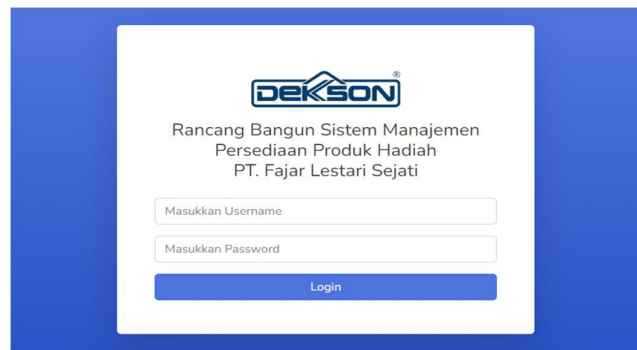 DEKSON®
Rancang Bangun Sistem Manajemen
Persediaan Produk Hadiah
PT. Fajar Lestari Sejati
Masukkan Username
Masukkan Password
Login